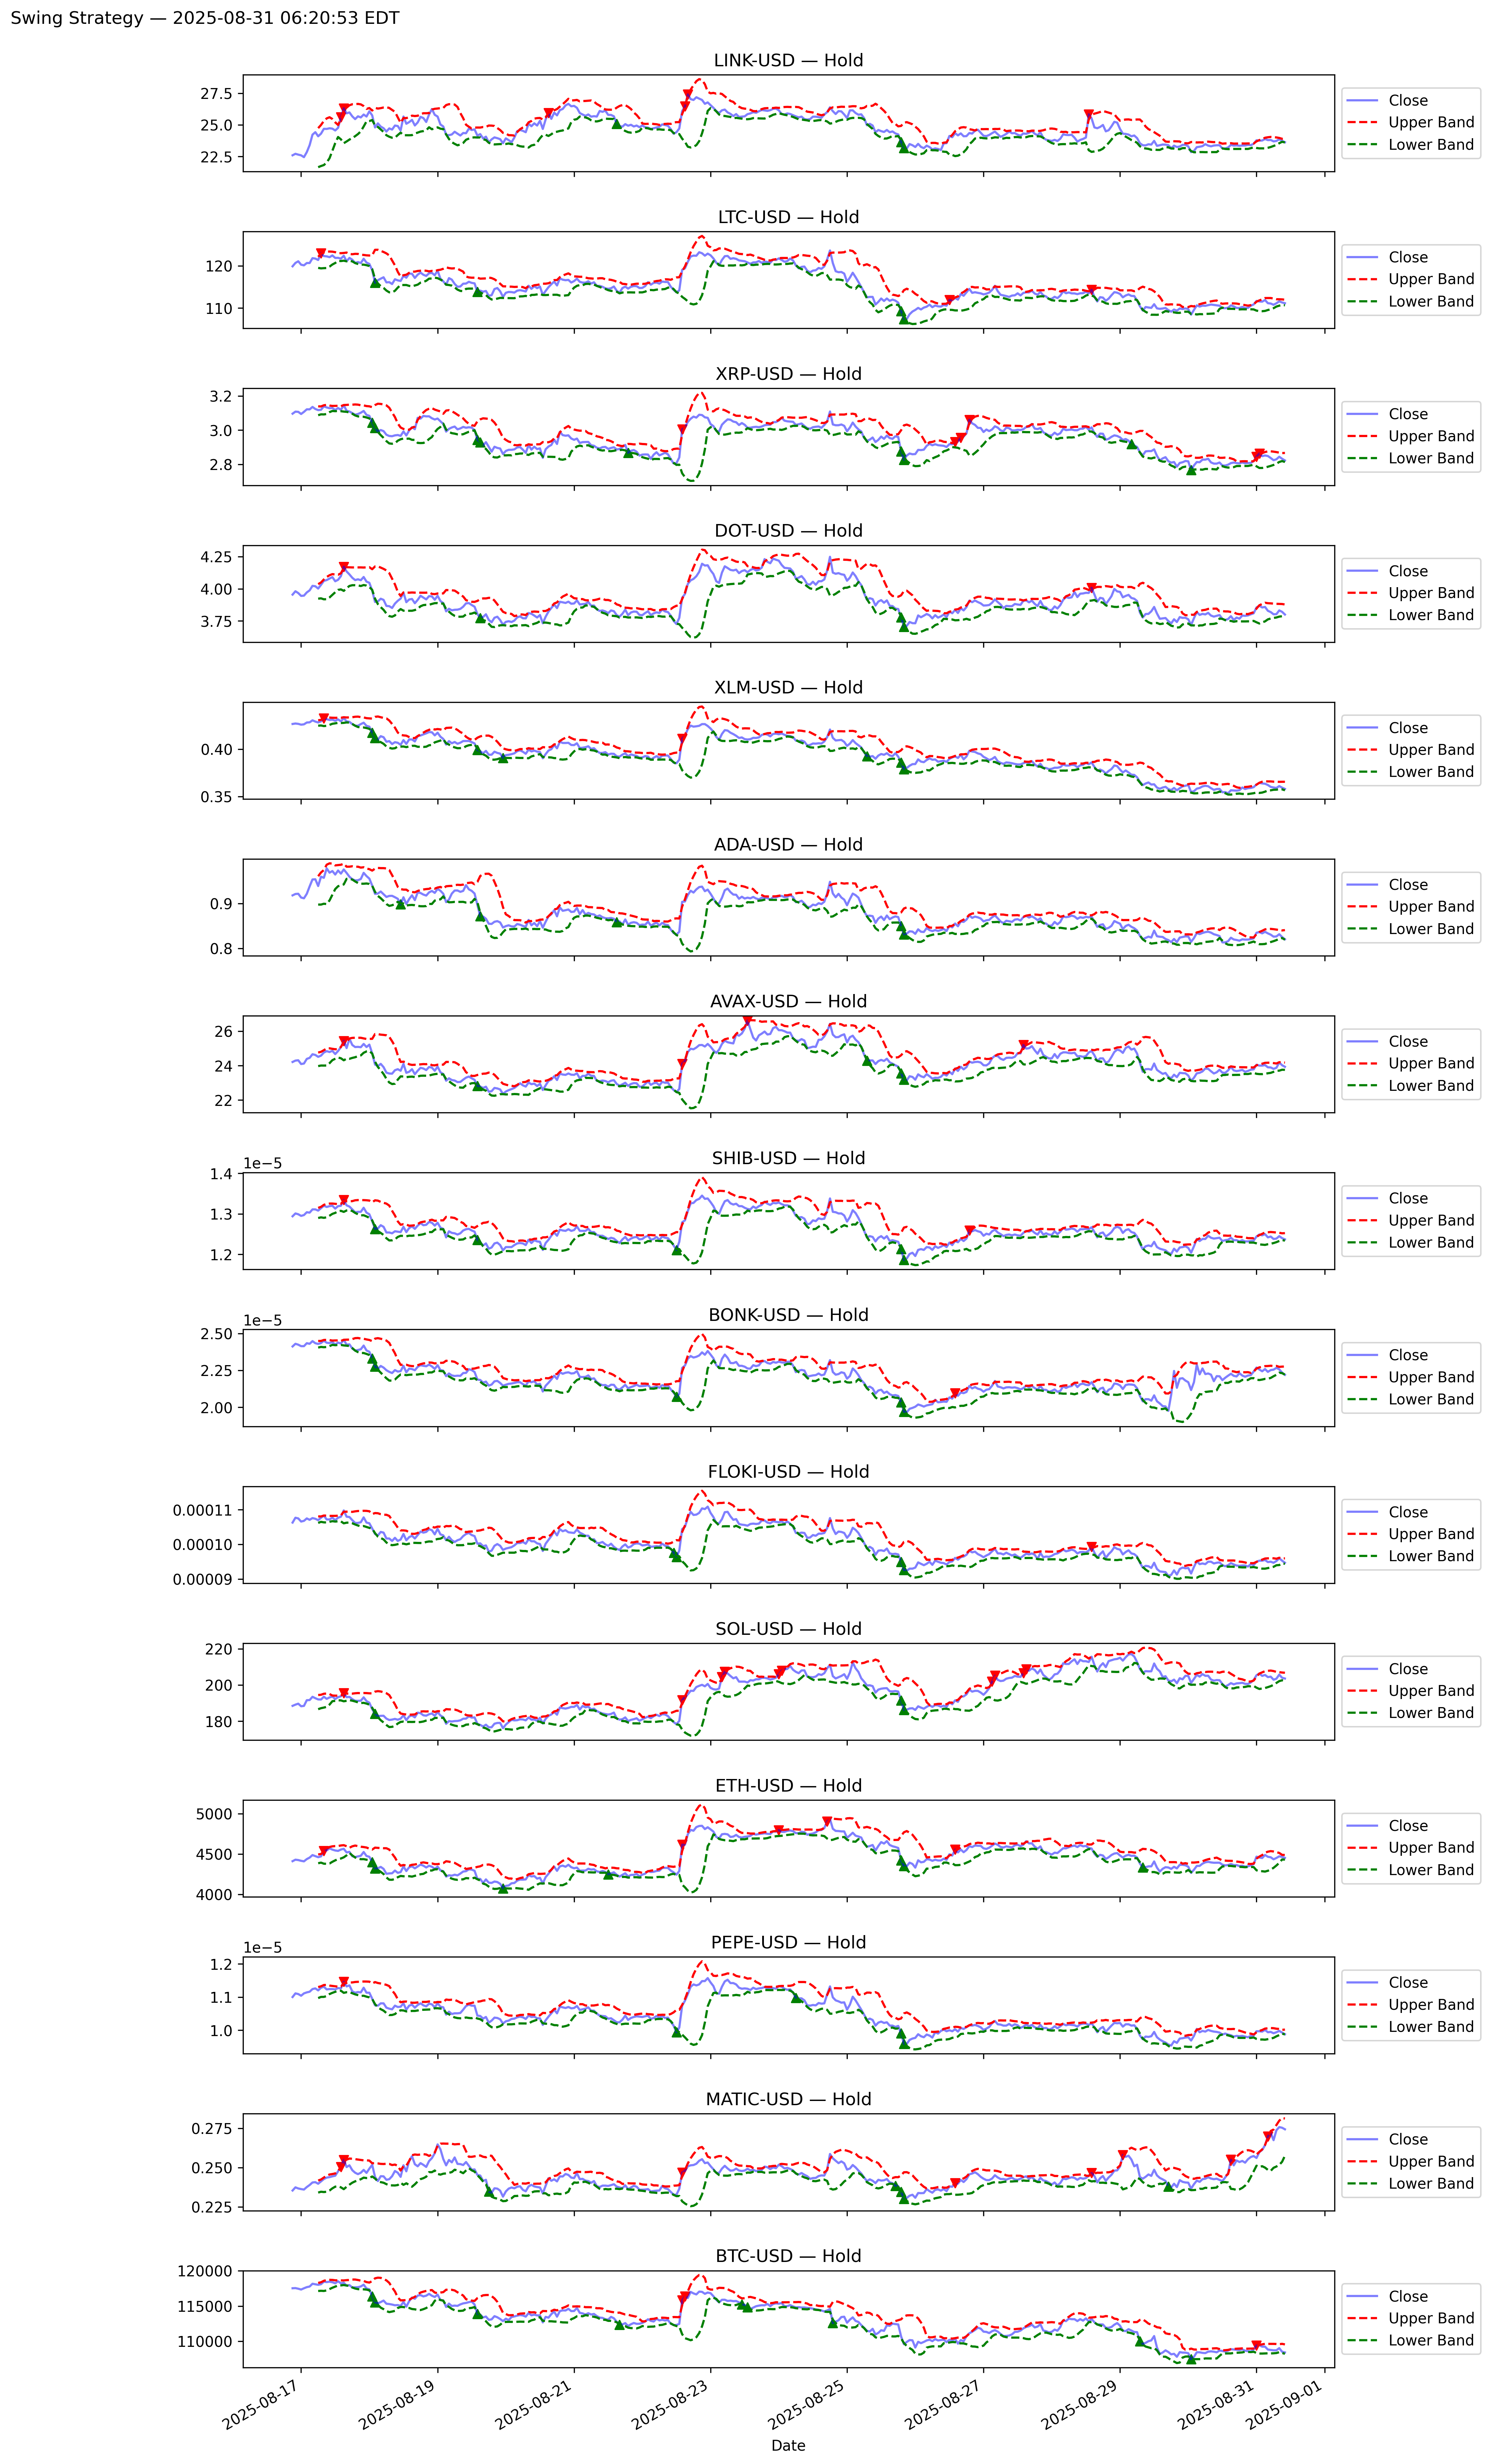 Swing Strategy — 2025-08-31 06:20:53 EDT
LINK-USD — Hold
27.5
25.0
22.5
Close
Upper Band
Lower Band
LTC-USD — Hold
120
110
Close
Upper Band
Lower Band
XRP-USD — Hold
3.2
3.0
2.8
Close
Upper Band
Lower Band
DOT-USD — Hold
4.25
4.00
3.75
Close
Upper Band
Lower Band
XLM-USD — Hold
0.40
0.35
Close
Upper Band
Lower Band
ADA-USD — Hold
0.9
0.8
Close
Upper Band
Lower Band
AVAX-USD — Hold
26
24
22
Close
Upper Band
Lower Band
SHIB-USD — Hold
1e−5
1.4
1.3
1.2
Close
Upper Band
Lower Band
BONK-USD — Hold
1e−5
2.50
2.25
2.00
Close
Upper Band
Lower Band
FLOKI-USD — Hold
0.00011
0.00010
0.00009
Close
Upper Band
Lower Band
SOL-USD — Hold
220
200
180
Close
Upper Band
Lower Band
ETH-USD — Hold
5000
4500
4000
Close
Upper Band
Lower Band
PEPE-USD — Hold
1e−5
1.2
1.1
1.0
Close
Upper Band
Lower Band
MATIC-USD — Hold
0.275
0.250
0.225
Close
Upper Band
Lower Band
BTC-USD — Hold
120000
115000
110000
Close
Upper Band
Lower Band
2025-08-17
2025-08-19
2025-08-21
2025-08-23
2025-08-25
2025-08-27
2025-08-29
2025-08-31
2025-09-01
Date